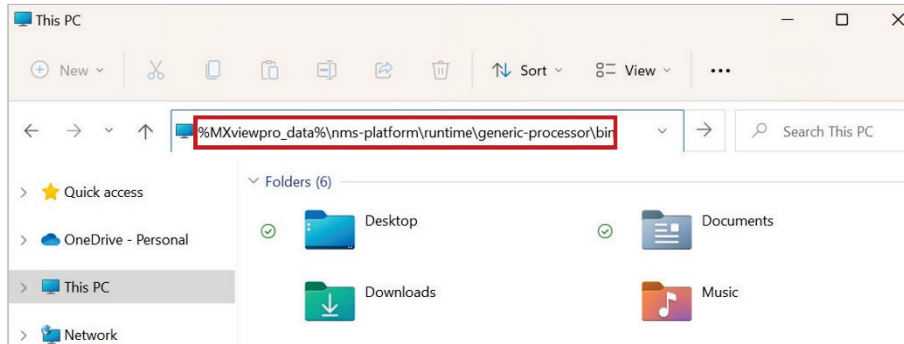 This PC
New
Sort
View
%MXviewpro_data%\nms-platform\runtime\generic-processor\bin
Search This PC
Quick access
OneDrive - Personal
This PC
Network
Folders (6)
Desktop
Documents
Downloads
Music